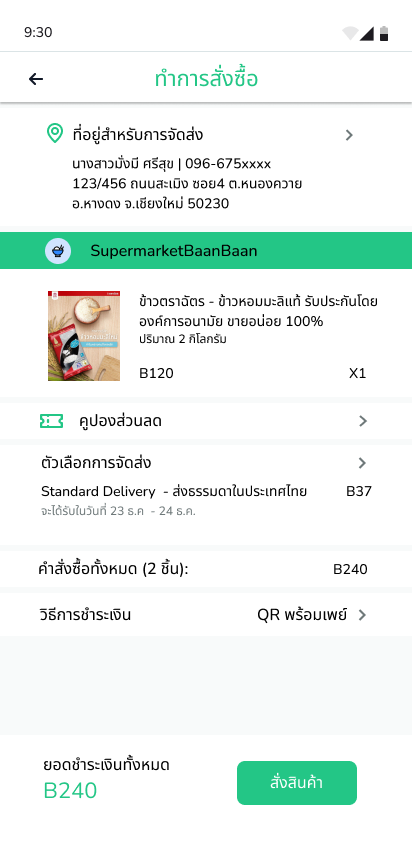 9:30
ทำการสั่งซื้อ
ที่อยู่สำหรับการจัดส่ง
นางสาวมั่งมี ศรีสุข | 096-675xxxx
123/456 ถนนสะเมิง ซอย4 ต.หนองควาย
อ.หางดง จ.เชียงใหม่ 50230
SupermarketBaanBaan
ข้าวตราฉัตร - ข้าวหอมมะลิแท้ รับประกันโดย
องค์การอนามัย ขายอน่อย 100%
ปริมาณ 2 กิโลกรัม
B120 X1
คูปองส่วนลด
ตัวเลือกการจัดส่ง
Standard Delivery - ส่งธรรมดาในประเทศไทย B37
จะได้รับในวันที่ 23 ธ.ค - 24 ธ.ค.
คำสั่งซื้อทั้งหมด (2 ชิ้น): B240
วิธีการชำระเงิน QR พร้อมเพย์
ยอดชำระเงินทั้งหมด
B240
สั่งสินค้า